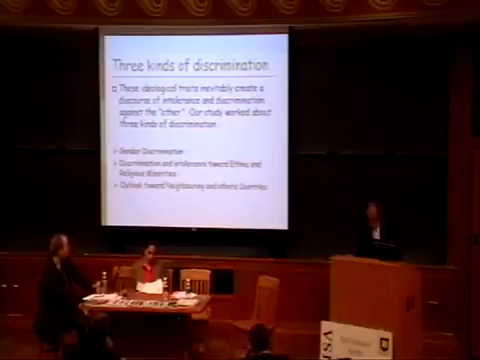 Three kinds of discrimination
These ideological traits inevitably create a
discourse of intolerance and discrimination
against the "other." Our study worked about
three kinds of discrimination:
Gender Discrimination
Discrimination and intolerance toward Ethnic and
Religious Minorities
Outlook toward Neighbouring and others Countries